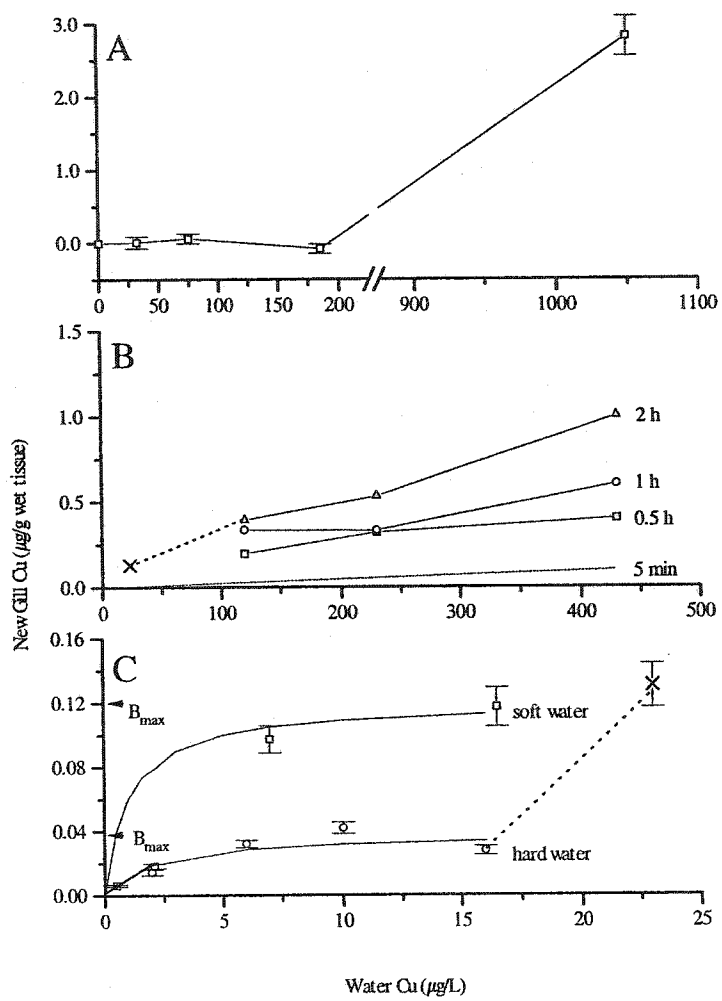 A
3.0
2.0
1.0
0.0
0 50 100 150 200 900 1000 1100
B
1.5
1.0
0.5
0.0
2 h
1 h
0.5 h
5 min
0 100 200 300 400 500
New Gill Cu (µg/g wet tissue)
C
0.16
0.12
0.08
0.04
0.00
Bmax
soft water
Bmax
hard water
0 5 10 15 20 25
Water Cu (µg/L)